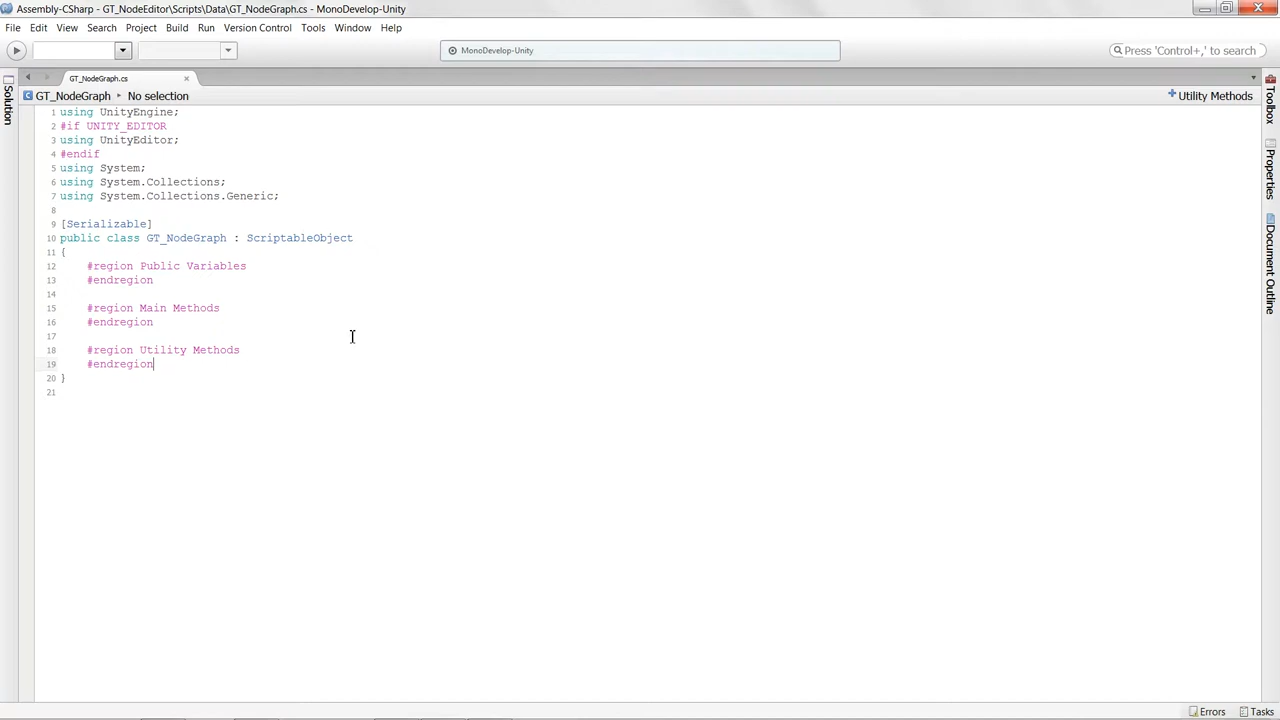 Assembly-CSharp - GT_NodeEditor\Scripts\Data\GT_NodeGraph.cs - MonoDevelop-Unity
File Edit View Search Project Build Run Version Control Tools Window Help
MonoDevelop-Unity
Press 'Control+,' to search
GT_NodeGraph.cs
GT_NodeGraph ▸ No selection
Utility Methods
Solution
Toolbox
Properties
Document Outline
1 using UnityEngine;
2 #if UNITY_EDITOR
3 using UnityEditor;
4 #endif
5 using System;
6 using System.Collections;
7 using System.Collections.Generic;
8
9 [Serializable]
10 public class GT_NodeGraph : ScriptableObject
11 {
12 #region Public Variables
13 #endregion
14
15 #region Main Methods
16 #endregion
17
18 #region Utility Methods
19 #endregion
20 }
21
Errors Tasks